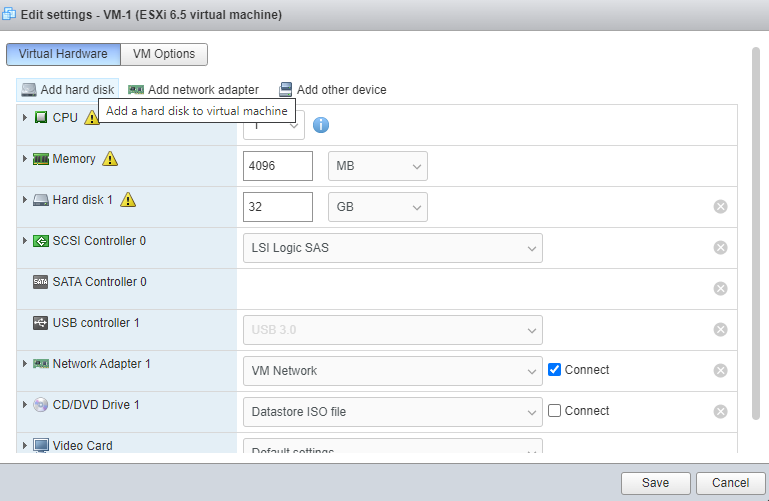 Edit settings - VM-1 (ESXi 6.5 virtual machine)
Virtual Hardware VM Options
Add hard disk Add network adapter Add other device
Add a hard disk to virtual machine
CPU 1
Memory 4096 MB
Hard disk 1 32 GB
SCSI Controller 0 LSI Logic SAS
SATA SATA Controller 0
USB controller 1 USB 3.0
Network Adapter 1 VM Network Connect
CD/DVD Drive 1 Datastore ISO file Connect
Video Card Default settings
Save Cancel